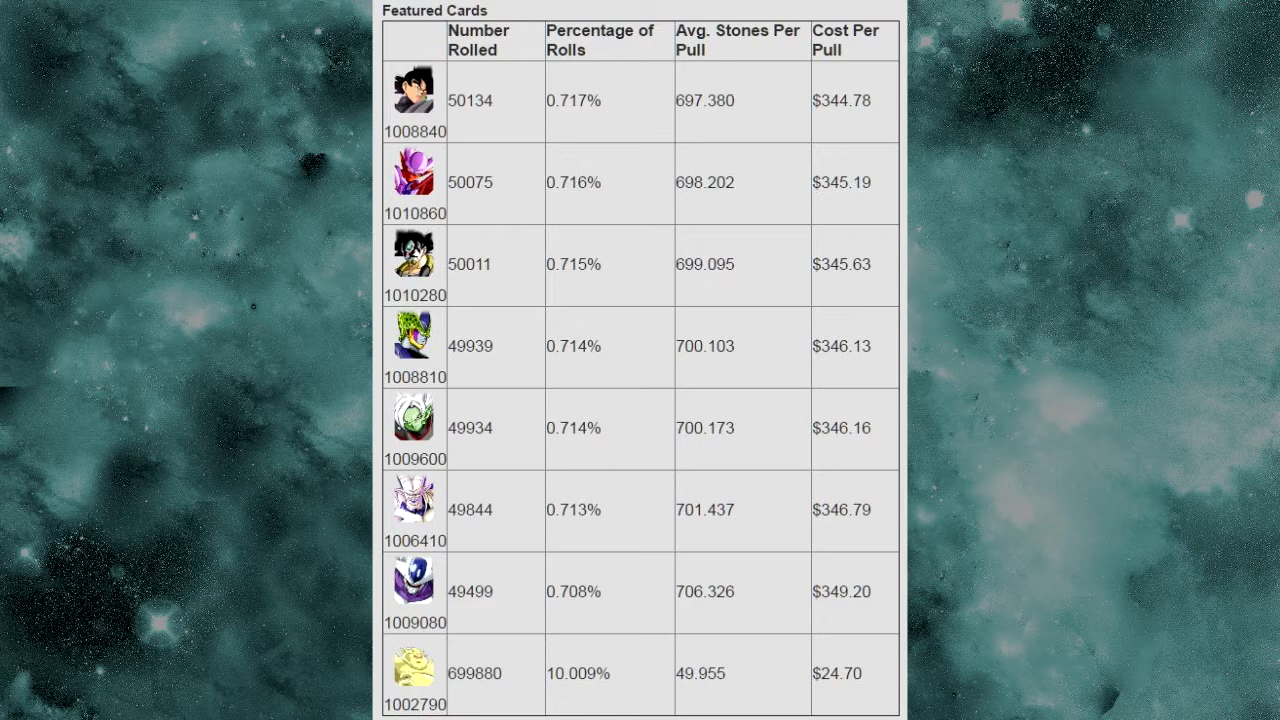 Featured Cards
Number Rolled Percentage of Rolls Avg. Stones Per Pull Cost Per Pull
1008840 50134 0.717% 697.380 $344.78
1010860 50075 0.716% 698.202 $345.19
1010280 50011 0.715% 699.095 $345.63
1008810 49939 0.714% 700.103 $346.13
1009600 49934 0.714% 700.173 $346.16
1006410 49844 0.713% 701.437 $346.79
1009080 49499 0.708% 706.326 $349.20
1002790 699880 10.009% 49.955 $24.70